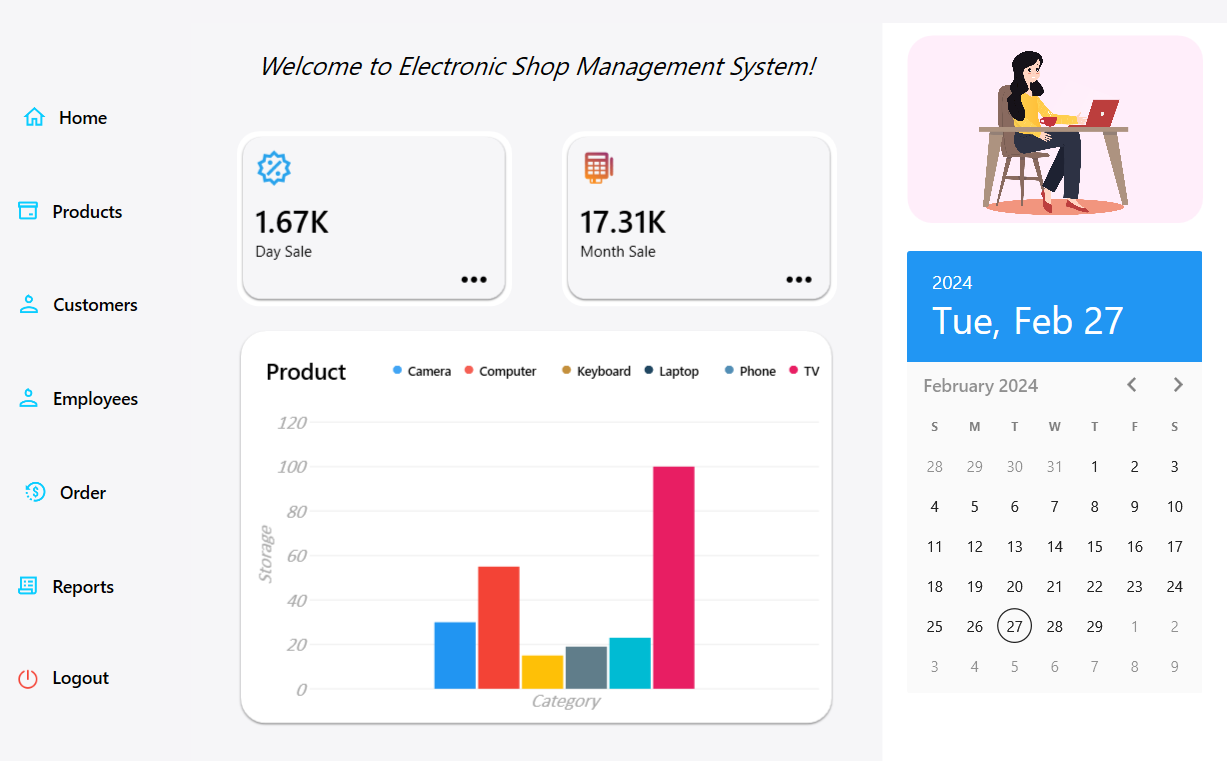 Welcome to Electronic Shop Management System!
Home
Products
Customers
Employees
Order
Reports
Logout
1.67K
Day Sale
17.31K
Month Sale
Product
Camera Computer Keyboard Laptop Phone TV
120
100
80
60
40
20
0
Storage
Category
2024
Tue, Feb 27
February 2024
S M T W T F S
28 29 30 31 1 2 3
4 5 6 7 8 9 10
11 12 13 14 15 16 17
18 19 20 21 22 23 24
25 26 27 28 29 1 2
3 4 5 6 7 8 9